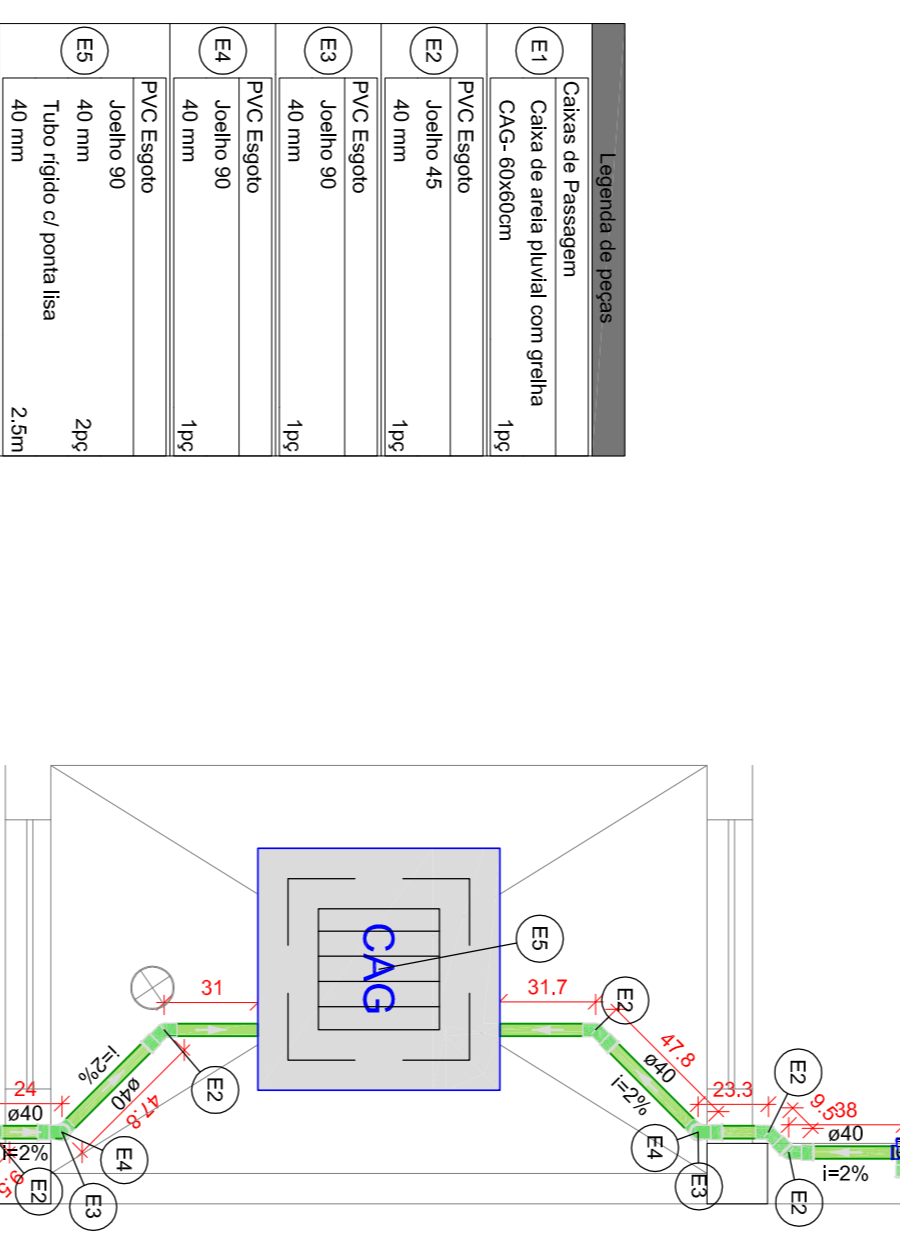 Legenda de peças
E1
Caixas de Passagem
Caixa de areia pluvial com grelha
CAG- 60x60cm 1pç
E2
PVC Esgoto
Joelho 45
40 mm 1pç
E3
PVC Esgoto
Joelho 90
40 mm 1pç
E4
PVC Esgoto
Joelho 90
40 mm 1pç
E5
PVC Esgoto
Joelho 90
40 mm 2pç
Tubo rígido c/ ponta lisa
40 mm 2.5m
CAG
E5
31
31.7
E2
47.8
ø40
i=2%
23.3
E2
9.5
38
ø40
i=2%
E2
E4
E3
i=2%
ø40
47.8
E2
24
ø40
i=2%
9.5
E2
E4
E3